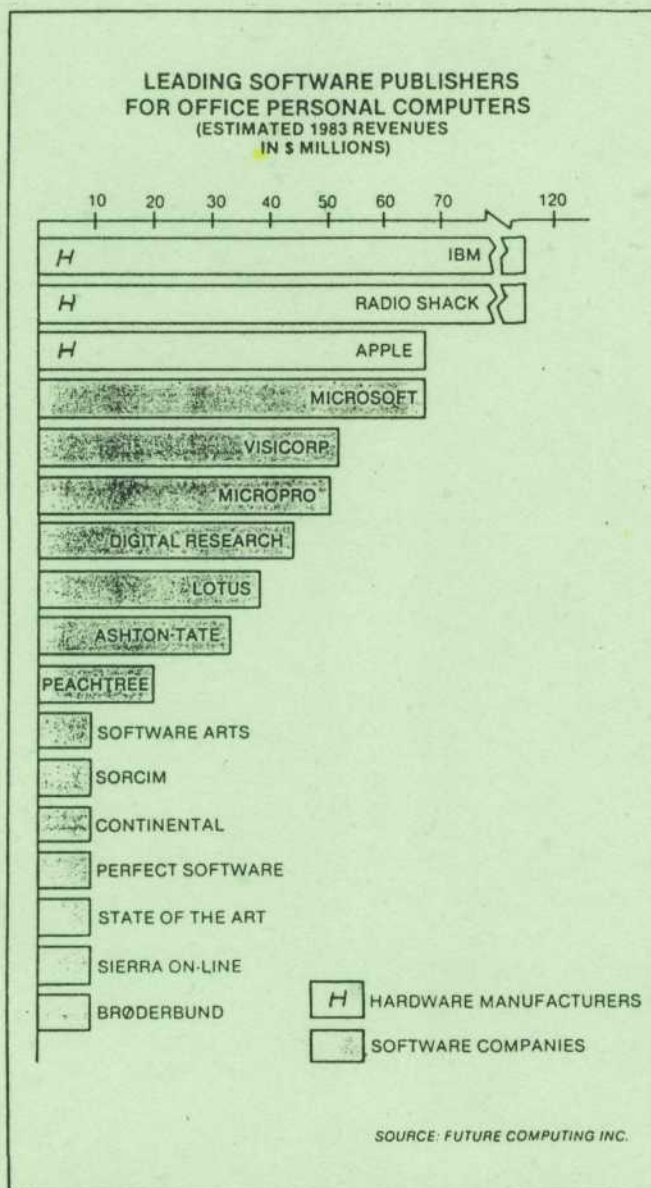 LEADING SOFTWARE PUBLISHERS
FOR OFFICE PERSONAL COMPUTERS
(ESTIMATED 1983 REVENUES
IN $ MILLIONS)
10 20 30 40 50 60 70 120
H IBM
H RADIO SHACK
H APPLE
MICROSOFT
VISICORP
MICROPRO
DIGITAL RESEARCH
LOTUS
ASHTON-TATE
PEACHTREE
SOFTWARE ARTS
SORCIM
CONTINENTAL
PERFECT SOFTWARE
STATE OF THE ART
SIERRA ON-LINE
BRØDERBUND
H HARDWARE MANUFACTURERS
SOFTWARE COMPANIES
SOURCE: FUTURE COMPUTING INC.